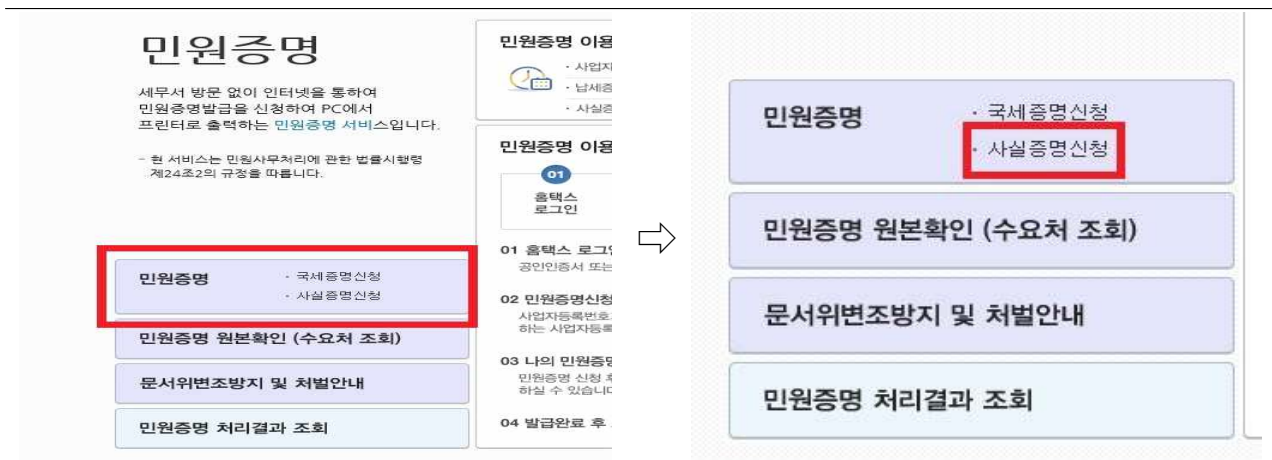 민원증명
세무서 방문 없이 인터넷을 통하여
민원증명발급을 신청하여 PC에서
프린터로 출력하는 민원증명 서비스입니다.
- 현 서비스는 민원사무처리에 관한 법률시행령
제24조2의 규정을 따릅니다.
민원증명
· 국세증명신청
· 사실증명신청
민원증명 원본확인 (수요처 조회)
문서위변조방지 및 처벌안내
민원증명 처리결과 조회
민원증명 이용
· 사업자
· 납세증
· 사실증
민원증명 이용
01
홈택스
로그인
01 홈택스 로그인
공인인증서 또는
02 민원증명신청
사업자등록번호
하는 사업자등록
03 나의 민원증명
민원증명 신청 후
하실 수 있습니다
04 발급완료 후
⇨
민원증명
· 국세증명신청
· 사실증명신청
민원증명 원본확인 (수요처 조회)
문서위변조방지 및 처벌안내
민원증명 처리결과 조회